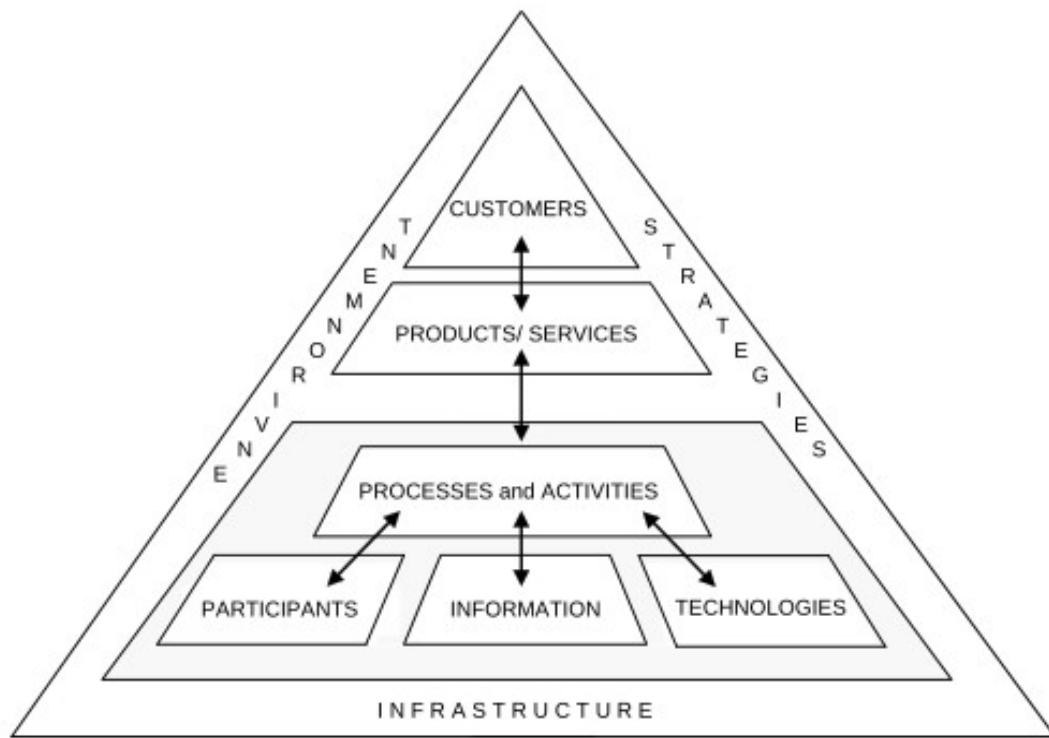 CUSTOMERS
ENVIRONMENT
STRATEGIES
PRODUCTS/ SERVICES
PROCESSES and ACTIVITIES
PARTICIPANTS
INFORMATION
TECHNOLOGIES
INFRASTRUCTURE